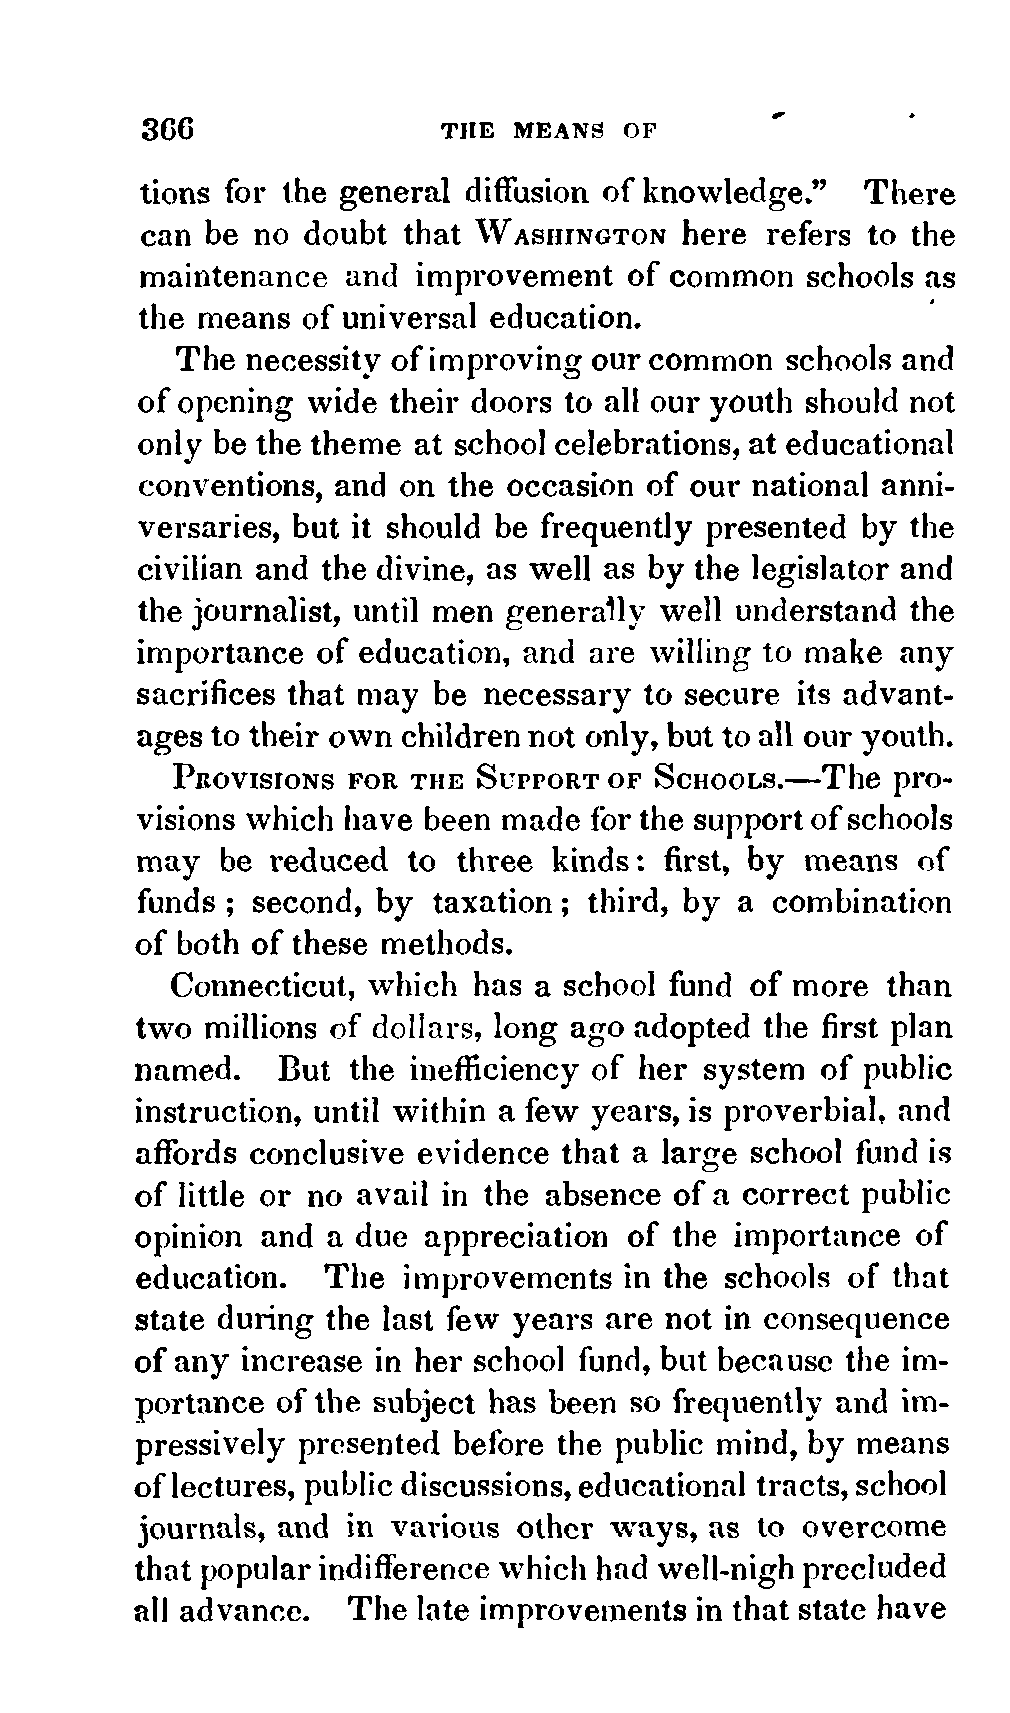 366 THE MEANS OF
tions for the general diffusion of knowledge.” There
can be no doubt that WASHINGTON here refers to the
maintenance and improvement of common schools as
the means of universal education.
The necessity of improving our common schools and
of opening wide their doors to all our youth should not
only be the theme at school celebrations, at educational
conventions, and on the occasion of our national anni-
versaries, but it should be frequently presented by the
civilian and the divine, as well as by the legislator and
the journalist, until men generally well understand the
importance of education, and are willing to make any
sacrifices that may be necessary to secure its advant-
ages to their own children not only, but to all our youth.
PROVISIONS FOR THE SUPPORT OF SCHOOLS.—The pro-
visions which have been made for the support of schools
may be reduced to three kinds: first, by means of
funds ; second, by taxation; third, by a combination
of both of these methods.
Connecticut, which has a school fund of more than
two millions of dollars, long ago adopted the first plan
named. But the inefficiency of her system of public
instruction, until within a few years, is proverbial, and
affords conclusive evidence that a large school fund is
of little or no avail in the absence of a correct public
opinion and a due appreciation of the importance of
education. The improvements in the schools of that
state during the last few years are not in consequence
of any increase in her school fund, but because the im-
portance of the subject has been so frequently and im-
pressively presented before the public mind, by means
of lectures, public discussions, educational tracts, school
journals, and in various other ways, as to overcome
that popular indifference which had well-nigh precluded
all advance. The late improvements in that state have